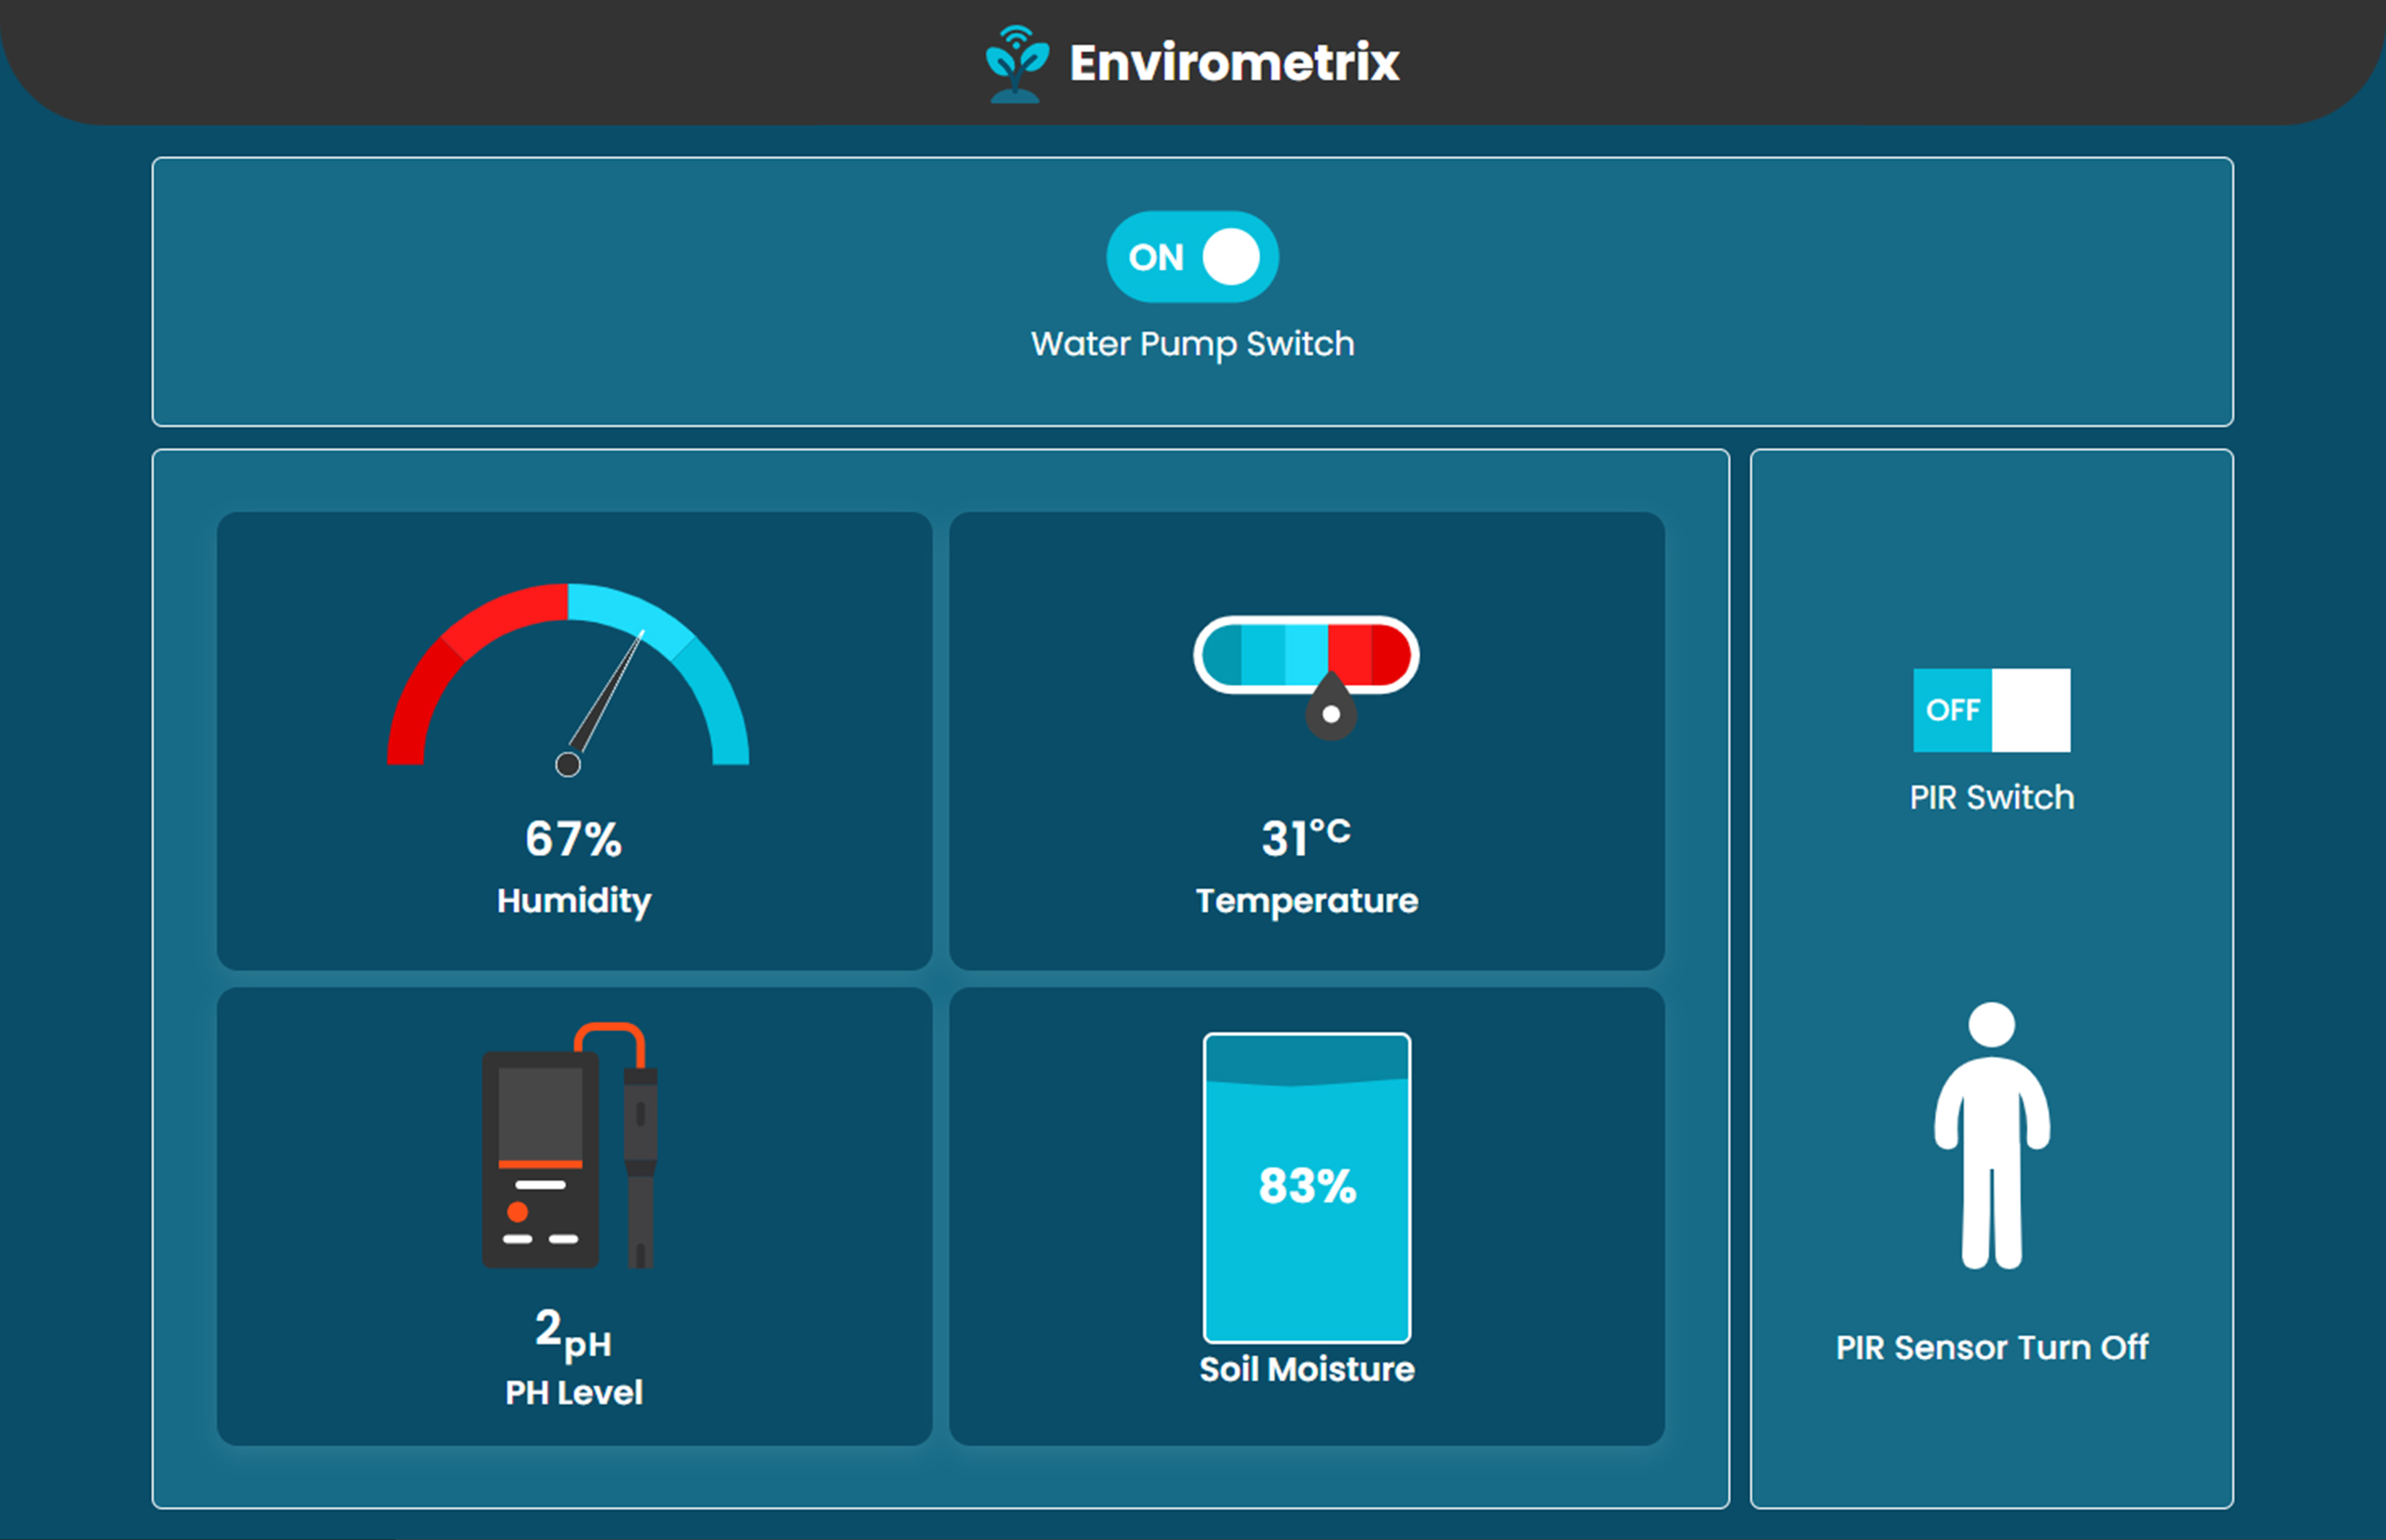 Envirometrix
ON
Water Pump Switch
67%
Humidity
31°C
Temperature
OFF
PIR Switch
2pH
PH Level
83%
Soil Moisture
PIR Sensor Turn Off